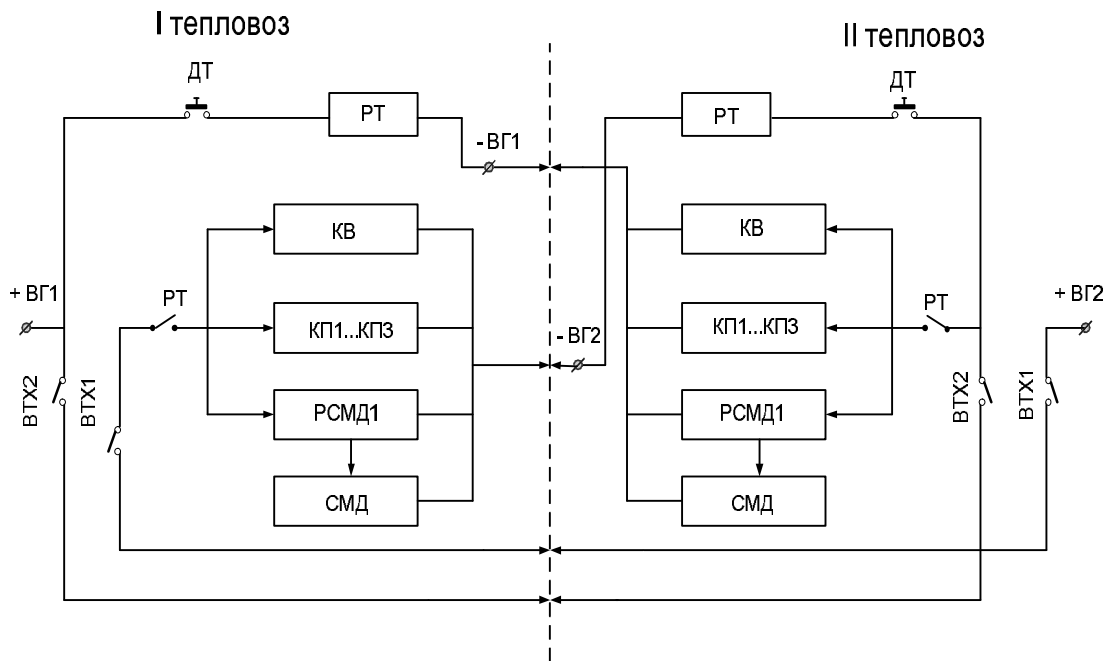 I тепловоз
II тепловоз
ДТ
ДТ
РТ
РТ
- ВГ1
КВ
КВ
+ ВГ1
РТ
КП1...КП3
- ВГ2
КП1...КП3
РТ
+ ВГ2
ВТХ2
ВТХ1
РСМД1
РСМД1
ВТХ2
ВТХ1
СМД
СМД